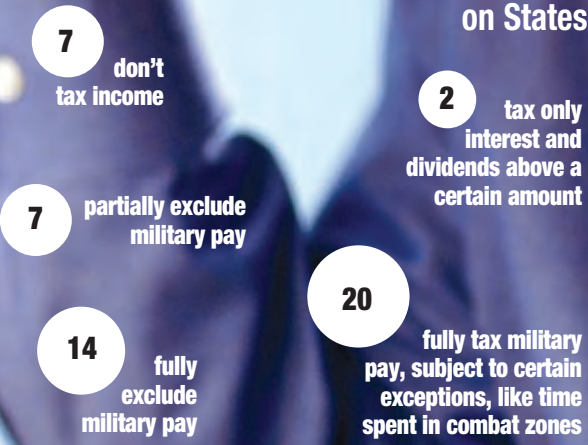 on States
7
don't
tax income
2
tax only
interest and
dividends above a
certain amount
7
partially exclude
military pay
20
fully tax military
pay, subject to certain
exceptions, like time
spent in combat zones
14
fully
exclude
military pay